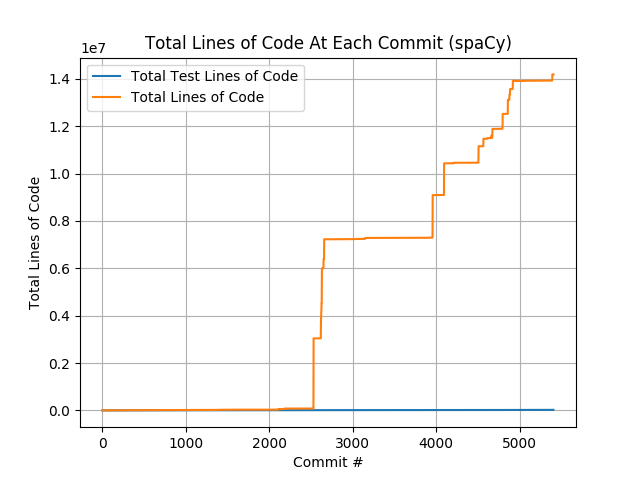 Total Lines of Code At Each Commit (spaCy)
1e7
Total Test Lines of Code
Total Lines of Code
Total Lines of Code
1.4
1.2
1.0
0.8
0.6
0.4
0.2
0.0
0 1000 2000 3000 4000 5000
Commit #